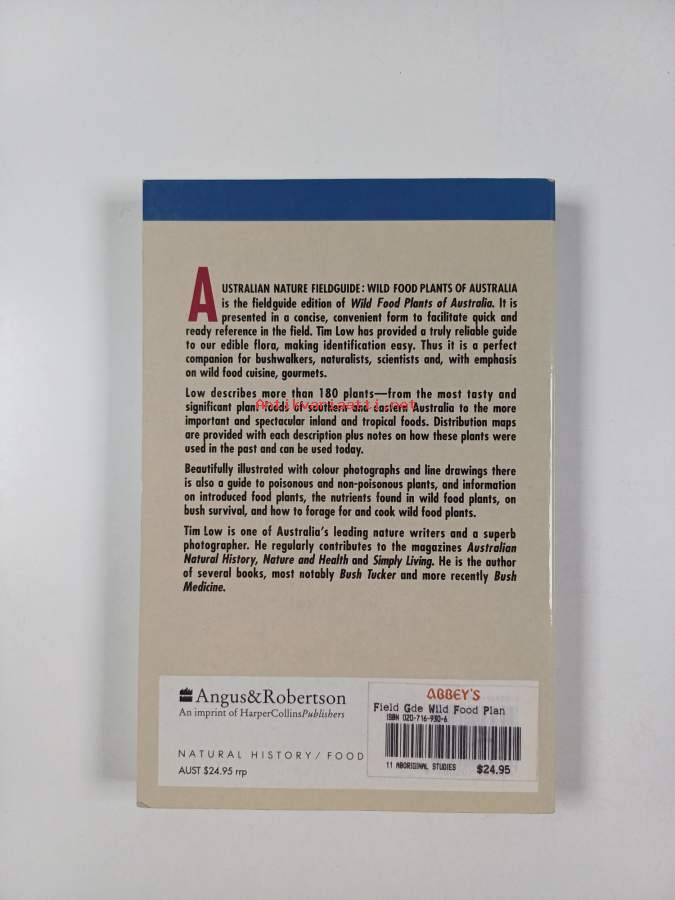 AUSTRALIAN NATURE FIELDGUIDE: WILD FOOD PLANTS OF AUSTRALIA
is the fieldguide edition of Wild Food Plants of Australia. It is
presented in a concise, convenient form to facilitate quick and
ready reference in the field. Tim Low has provided a truly reliable guide
to our edible flora, making identification easy. Thus it is a perfect
companion for bushwalkers, naturalists, scientists and, with emphasis
on wild food cuisine, gourmets.
Low describes more than 180 plants—from the most tasty and
significant plant foods of southern and eastern Australia to the more
Antikvariaatti.net
important and spectacular inland and tropical foods. Distribution maps
are provided with each description plus notes on how these plants were
used in the past and can be used today.
Beautifully illustrated with colour photographs and line drawings there
is also a guide to poisonous and non-poisonous plants, and information
on introduced food plants, the nutrients found in wild food plants, on
bush survival, and how to forage for and cook wild food plants.
Tim Low is one of Australia's leading nature writers and a superb
photographer. He regularly contributes to the magazines Australian
Natural History, Nature and Health and Simply Living. He is the author
of several books, most notably Bush Tucker and more recently Bush
Medicine.
Angus&Robertson
An imprint of HarperCollinsPublishers
NATURAL HISTORY/FOOD
AUST $24.95 rrp
ABBEY'S
Field Gde Wild Food Plan
ISBN 020-716-930-6
11 ABORIGINAL STUDIES $24.95